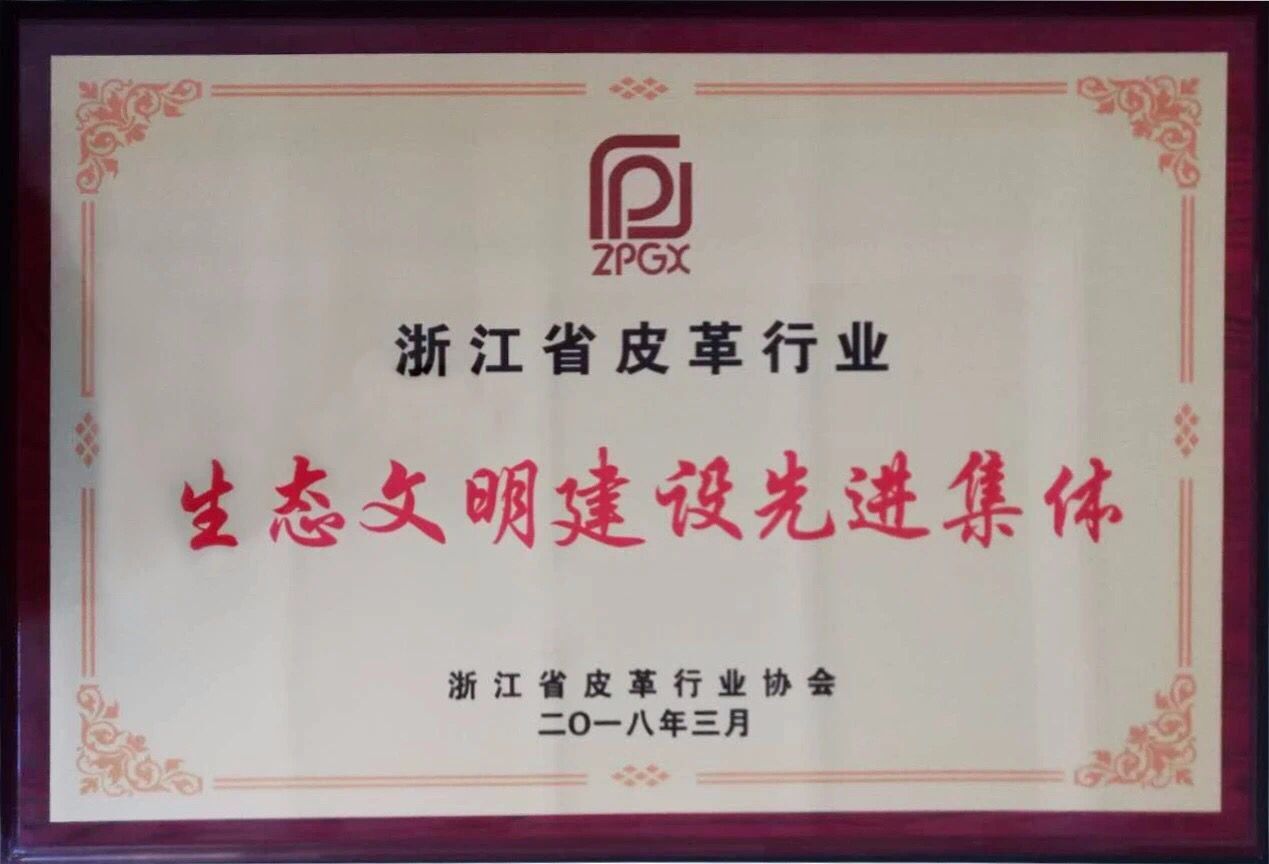 ZPGX
浙江省皮革行业
生态文明建设先进集体
浙江省皮革行业协会
二〇一八年三月